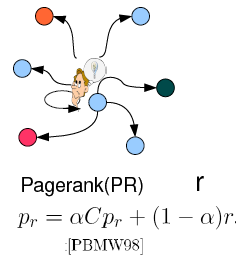 Pagerank(PR) r
p_r = αCp_r + (1 − α)r.
:[PBMW98]